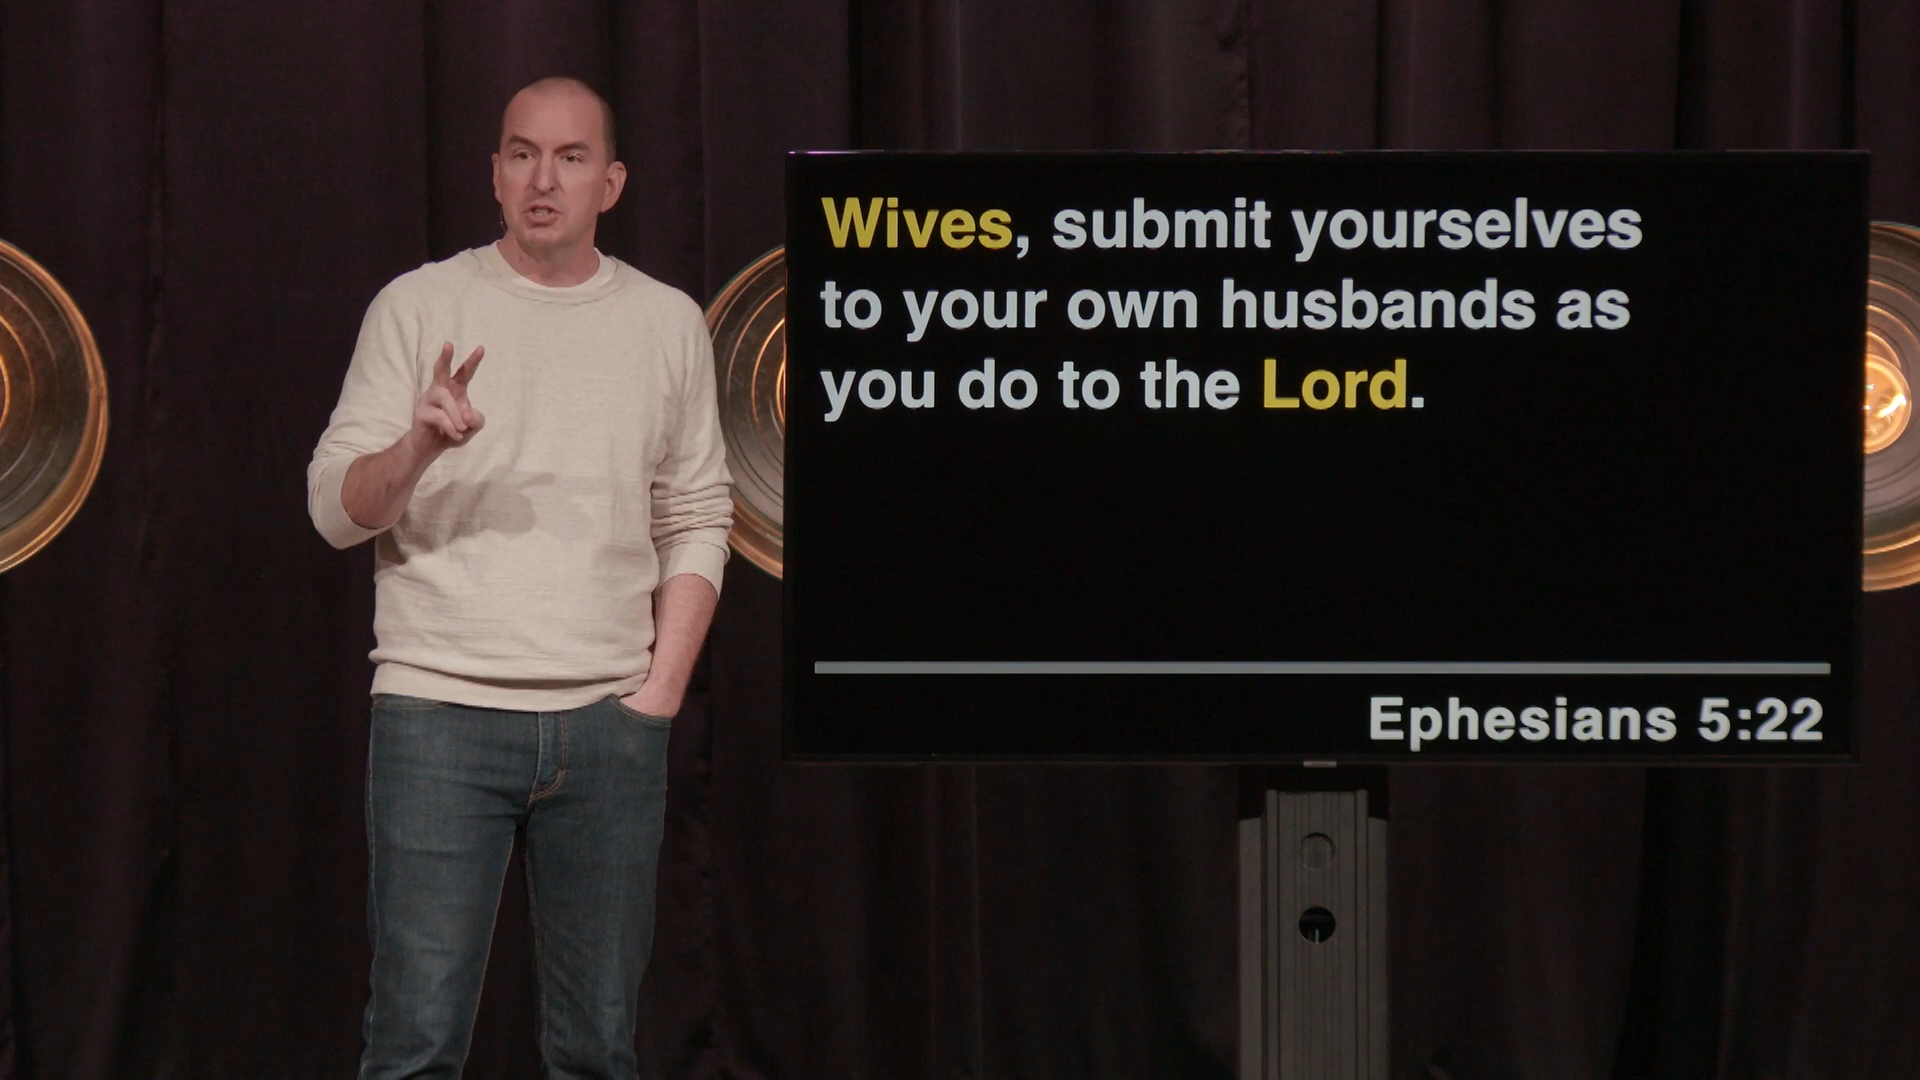 Wives, submit yourselves
to your own husbands as
you do to the Lord.
Ephesians 5:22